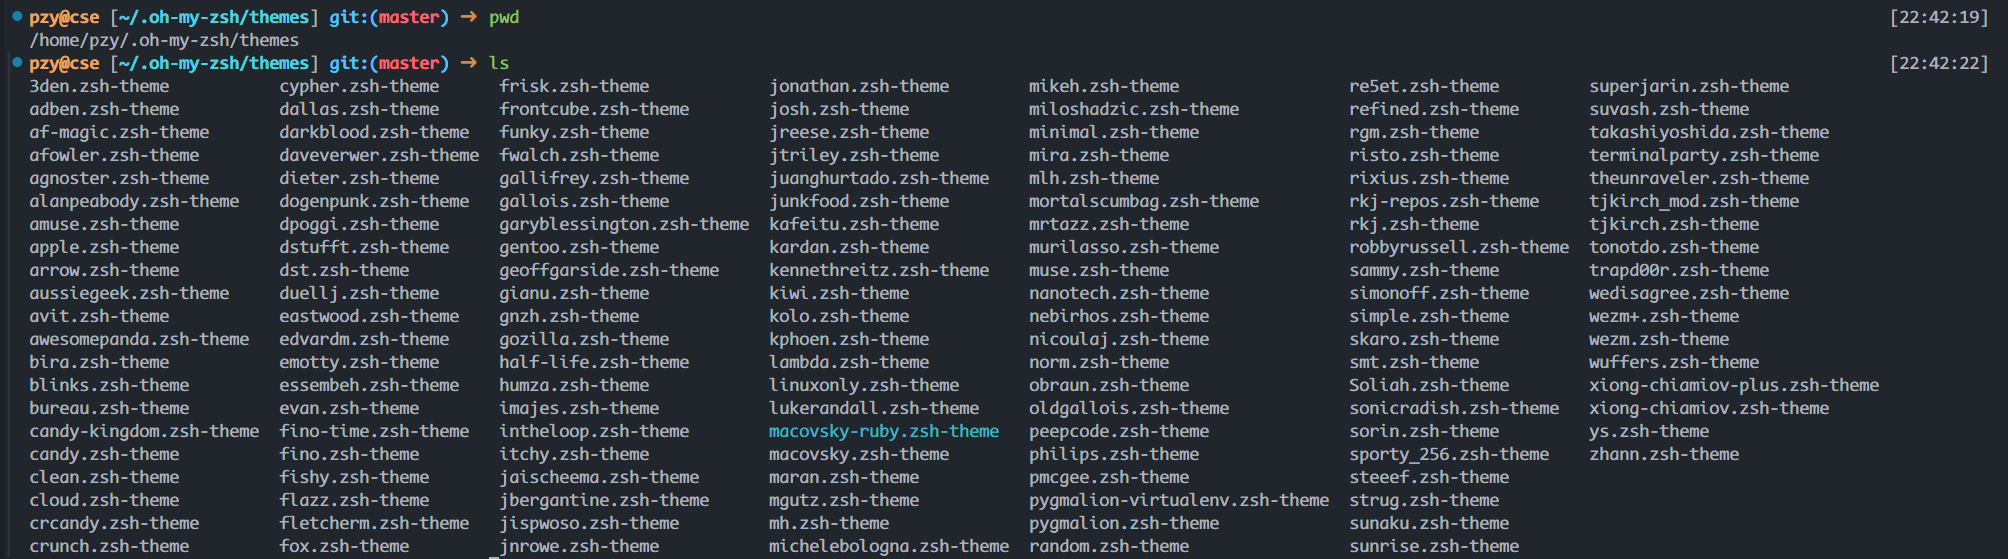 pzy@cse [~/.oh-my-zsh/themes] git:(master) → pwd [22:42:19]
/home/pzy/.oh-my-zsh/themes
pzy@cse [~/.oh-my-zsh/themes] git:(master) → ls [22:42:22]
3den.zsh-theme cypher.zsh-theme frisk.zsh-theme jonathan.zsh-theme mikeh.zsh-theme re5et.zsh-theme superjarin.zsh-theme
adben.zsh-theme dallas.zsh-theme frontcube.zsh-theme josh.zsh-theme miloshadzic.zsh-theme refined.zsh-theme suvash.zsh-theme
af-magic.zsh-theme darkblood.zsh-theme funky.zsh-theme jreese.zsh-theme minimal.zsh-theme rgm.zsh-theme takashiyoshida.zsh-theme
afowler.zsh-theme daveverwer.zsh-theme fwalch.zsh-theme jtriley.zsh-theme mira.zsh-theme risto.zsh-theme terminalparty.zsh-theme
agnoster.zsh-theme dieter.zsh-theme gallifrey.zsh-theme juanghurtado.zsh-theme mlh.zsh-theme rixius.zsh-theme theunraveler.zsh-theme
alanpeabody.zsh-theme dogenpunk.zsh-theme gallois.zsh-theme junkfood.zsh-theme mortalscumbag.zsh-theme rkj-repos.zsh-theme tjkirch_mod.zsh-theme
amuse.zsh-theme dpoggi.zsh-theme garyblessington.zsh-theme kafeitu.zsh-theme mrtazz.zsh-theme rkj.zsh-theme tjkirch.zsh-theme
apple.zsh-theme dstufft.zsh-theme gentoo.zsh-theme kardan.zsh-theme murilasso.zsh-theme robbyrussell.zsh-theme tonotdo.zsh-theme
arrow.zsh-theme dst.zsh-theme geoffgarside.zsh-theme kennethreitz.zsh-theme muse.zsh-theme sammy.zsh-theme trapd00r.zsh-theme
aussiegeek.zsh-theme duellj.zsh-theme gianu.zsh-theme kiwi.zsh-theme nanotech.zsh-theme simonoff.zsh-theme wedisagree.zsh-theme
avit.zsh-theme eastwood.zsh-theme gnzh.zsh-theme kolo.zsh-theme nebirhos.zsh-theme simple.zsh-theme wezm+.zsh-theme
awesomepanda.zsh-theme edvardm.zsh-theme gozilla.zsh-theme kphoen.zsh-theme nicoulaj.zsh-theme skaro.zsh-theme wezm.zsh-theme
bira.zsh-theme emotty.zsh-theme half-life.zsh-theme lambda.zsh-theme norm.zsh-theme smt.zsh-theme wuffers.zsh-theme
blinks.zsh-theme essembeh.zsh-theme humza.zsh-theme linuxonly.zsh-theme obraun.zsh-theme Soliah.zsh-theme xiong-chiamiov-plus.zsh-theme
bureau.zsh-theme evan.zsh-theme imajes.zsh-theme lukerandall.zsh-theme oldgallois.zsh-theme sonicradish.zsh-theme xiong-chiamiov.zsh-theme
candy-kingdom.zsh-theme fino-time.zsh-theme intheloop.zsh-theme macovsky-ruby.zsh-theme peepcode.zsh-theme sorin.zsh-theme ys.zsh-theme
candy.zsh-theme fino.zsh-theme itchy.zsh-theme macovsky.zsh-theme philips.zsh-theme sporty_256.zsh-theme zhann.zsh-theme
clean.zsh-theme fishy.zsh-theme jaischeema.zsh-theme maran.zsh-theme pmcgee.zsh-theme steeef.zsh-theme
cloud.zsh-theme flazz.zsh-theme jbergantine.zsh-theme mgutz.zsh-theme pygmalion-virtualenv.zsh-theme strug.zsh-theme
crcandy.zsh-theme fletcherm.zsh-theme jispwoso.zsh-theme mh.zsh-theme pygmalion.zsh-theme sunaku.zsh-theme
crunch.zsh-theme fox.zsh-theme jnrowe.zsh-theme michelebologna.zsh-theme random.zsh-theme sunrise.zsh-theme